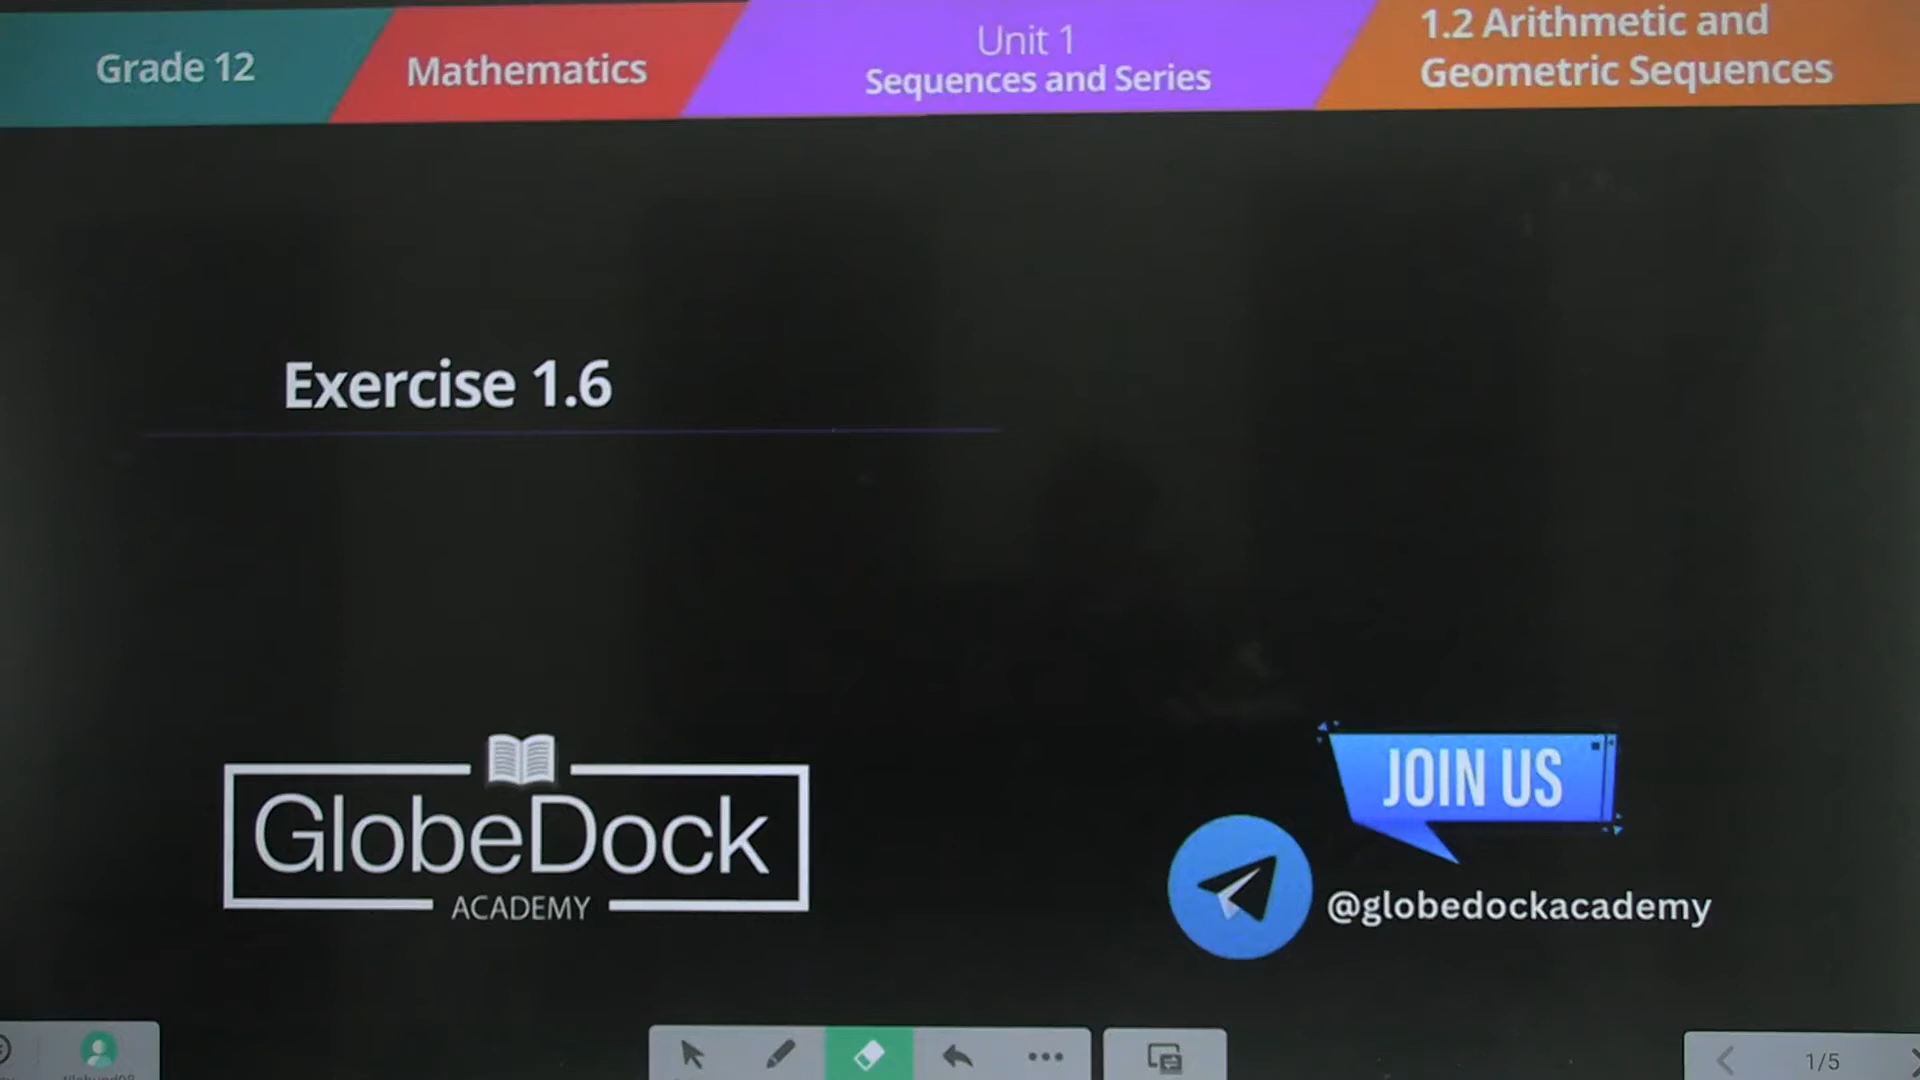 Grade 12
Mathematics
Unit 1
Sequences and Series
1.2 Arithmetic and
Geometric Sequences
Exercise 1.6
GlobeDock
ACADEMY
JOIN US
@globedockacademy
1/5